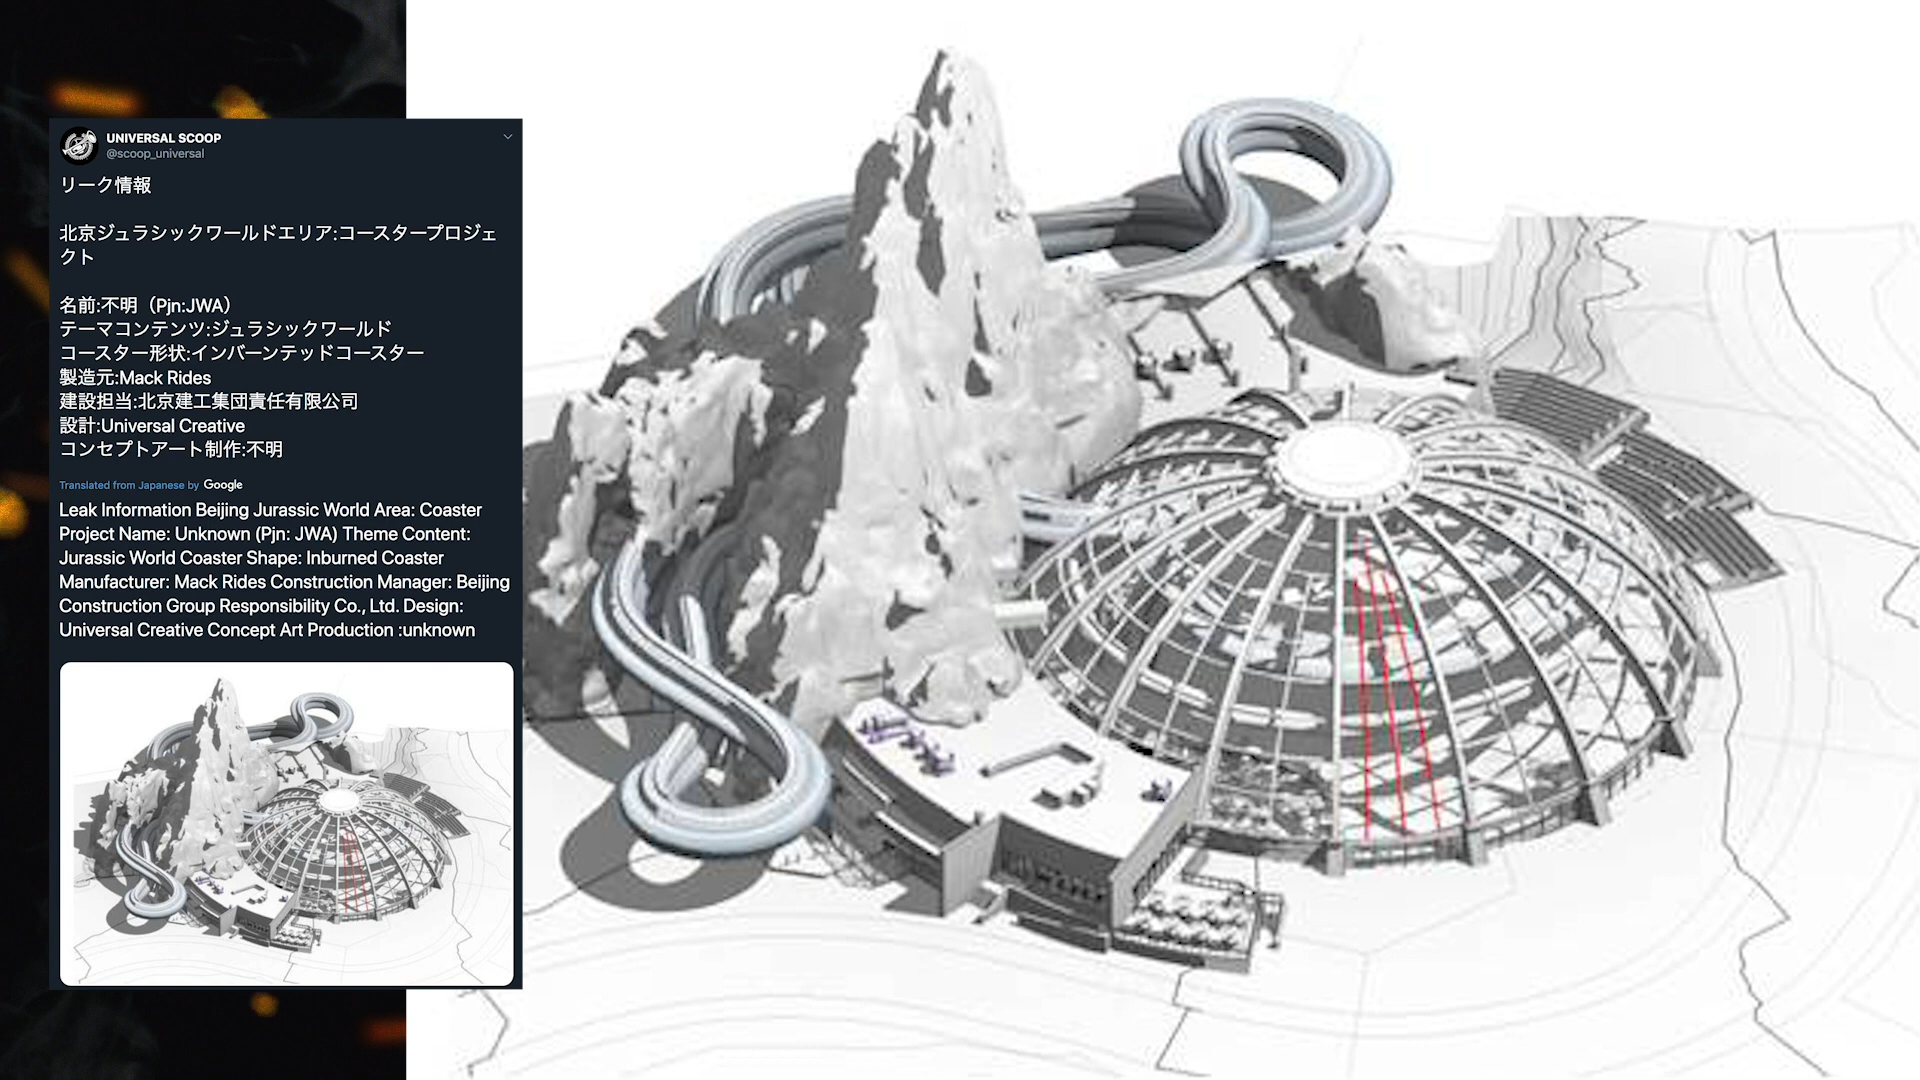 UNIVERSAL SCOOP
@scoop_universal
リーク情報
北京ジュラシックワールドエリア:コースタープロジェ
クト
名前:不明（Pjn:JWA）
テーマコンテンツ:ジュラシックワールド
コースター形状:インバーンテッドコースター
製造元:Mack Rides
建設担当:北京建工集団責任有限公司
設計:Universal Creative
コンセプトアート制作:不明
Translated from Japanese by Google
Leak Information Beijing Jurassic World Area: Coaster
Project Name: Unknown (Pjn: JWA) Theme Content:
Jurassic World Coaster Shape: Inburned Coaster
Manufacturer: Mack Rides Construction Manager: Beijing
Construction Group Responsibility Co., Ltd. Design:
Universal Creative Concept Art Production :unknown